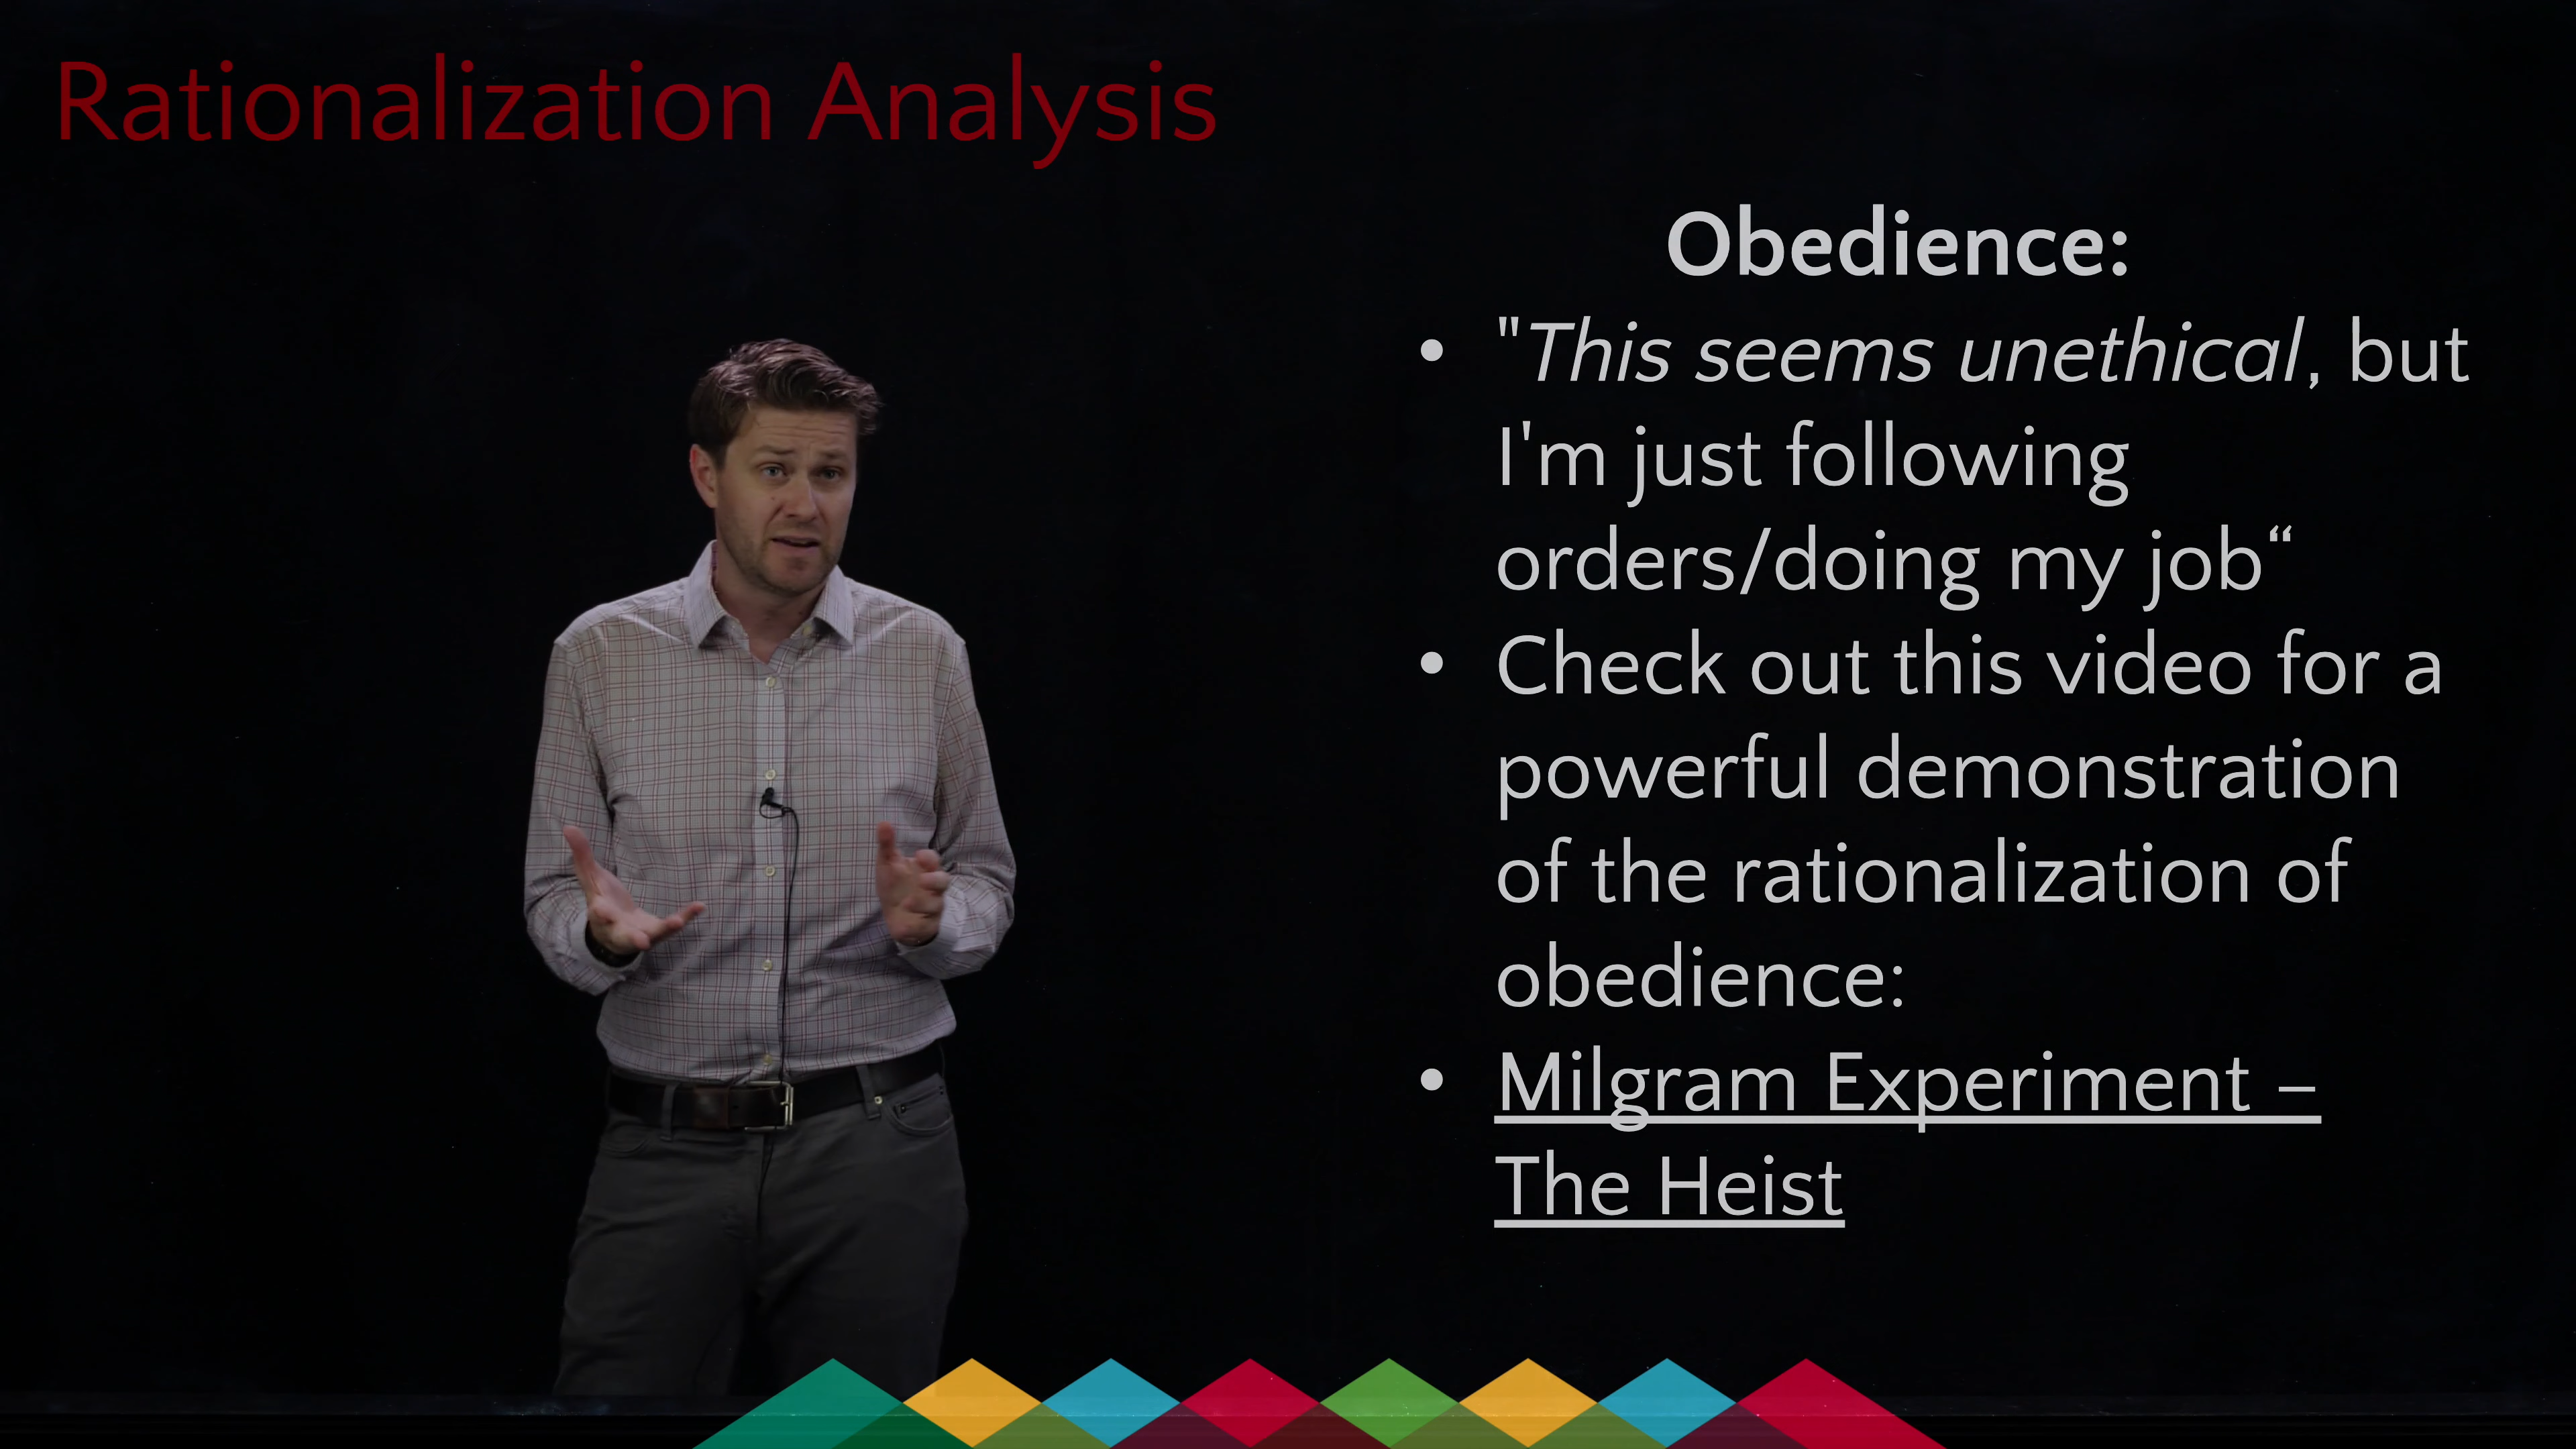 Rationalization Analysis
Obedience:
• "This seems unethical, but
I'm just following
orders/doing my job“
• Check out this video for a
powerful demonstration
of the rationalization of
obedience:
• Milgram Experiment –
The Heist